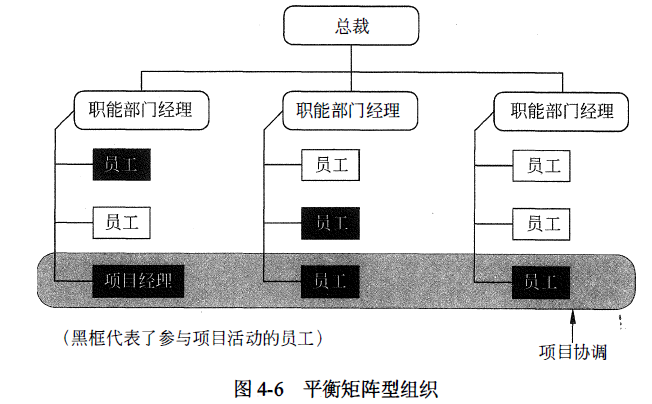 总裁
职能部门经理 职能部门经理 职能部门经理
员工 员工 员工
员工 员工 员工
项目经理 员工 员工
(黑框代表了参与项目活动的员工)
项目协调
图 4-6 平衡矩阵型组织